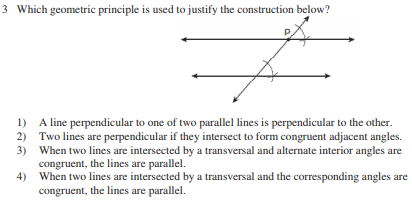 3 Which geometric principle is used to justify the construction below?
P
1) A line perpendicular to one of two parallel lines is perpendicular to the other.
2) Two lines are perpendicular if they intersect to form congruent adjacent angles.
3) When two lines are intersected by a transversal and alternate interior angles are
congruent, the lines are parallel.
4) When two lines are intersected by a transversal and the corresponding angles are
congruent, the lines are parallel.